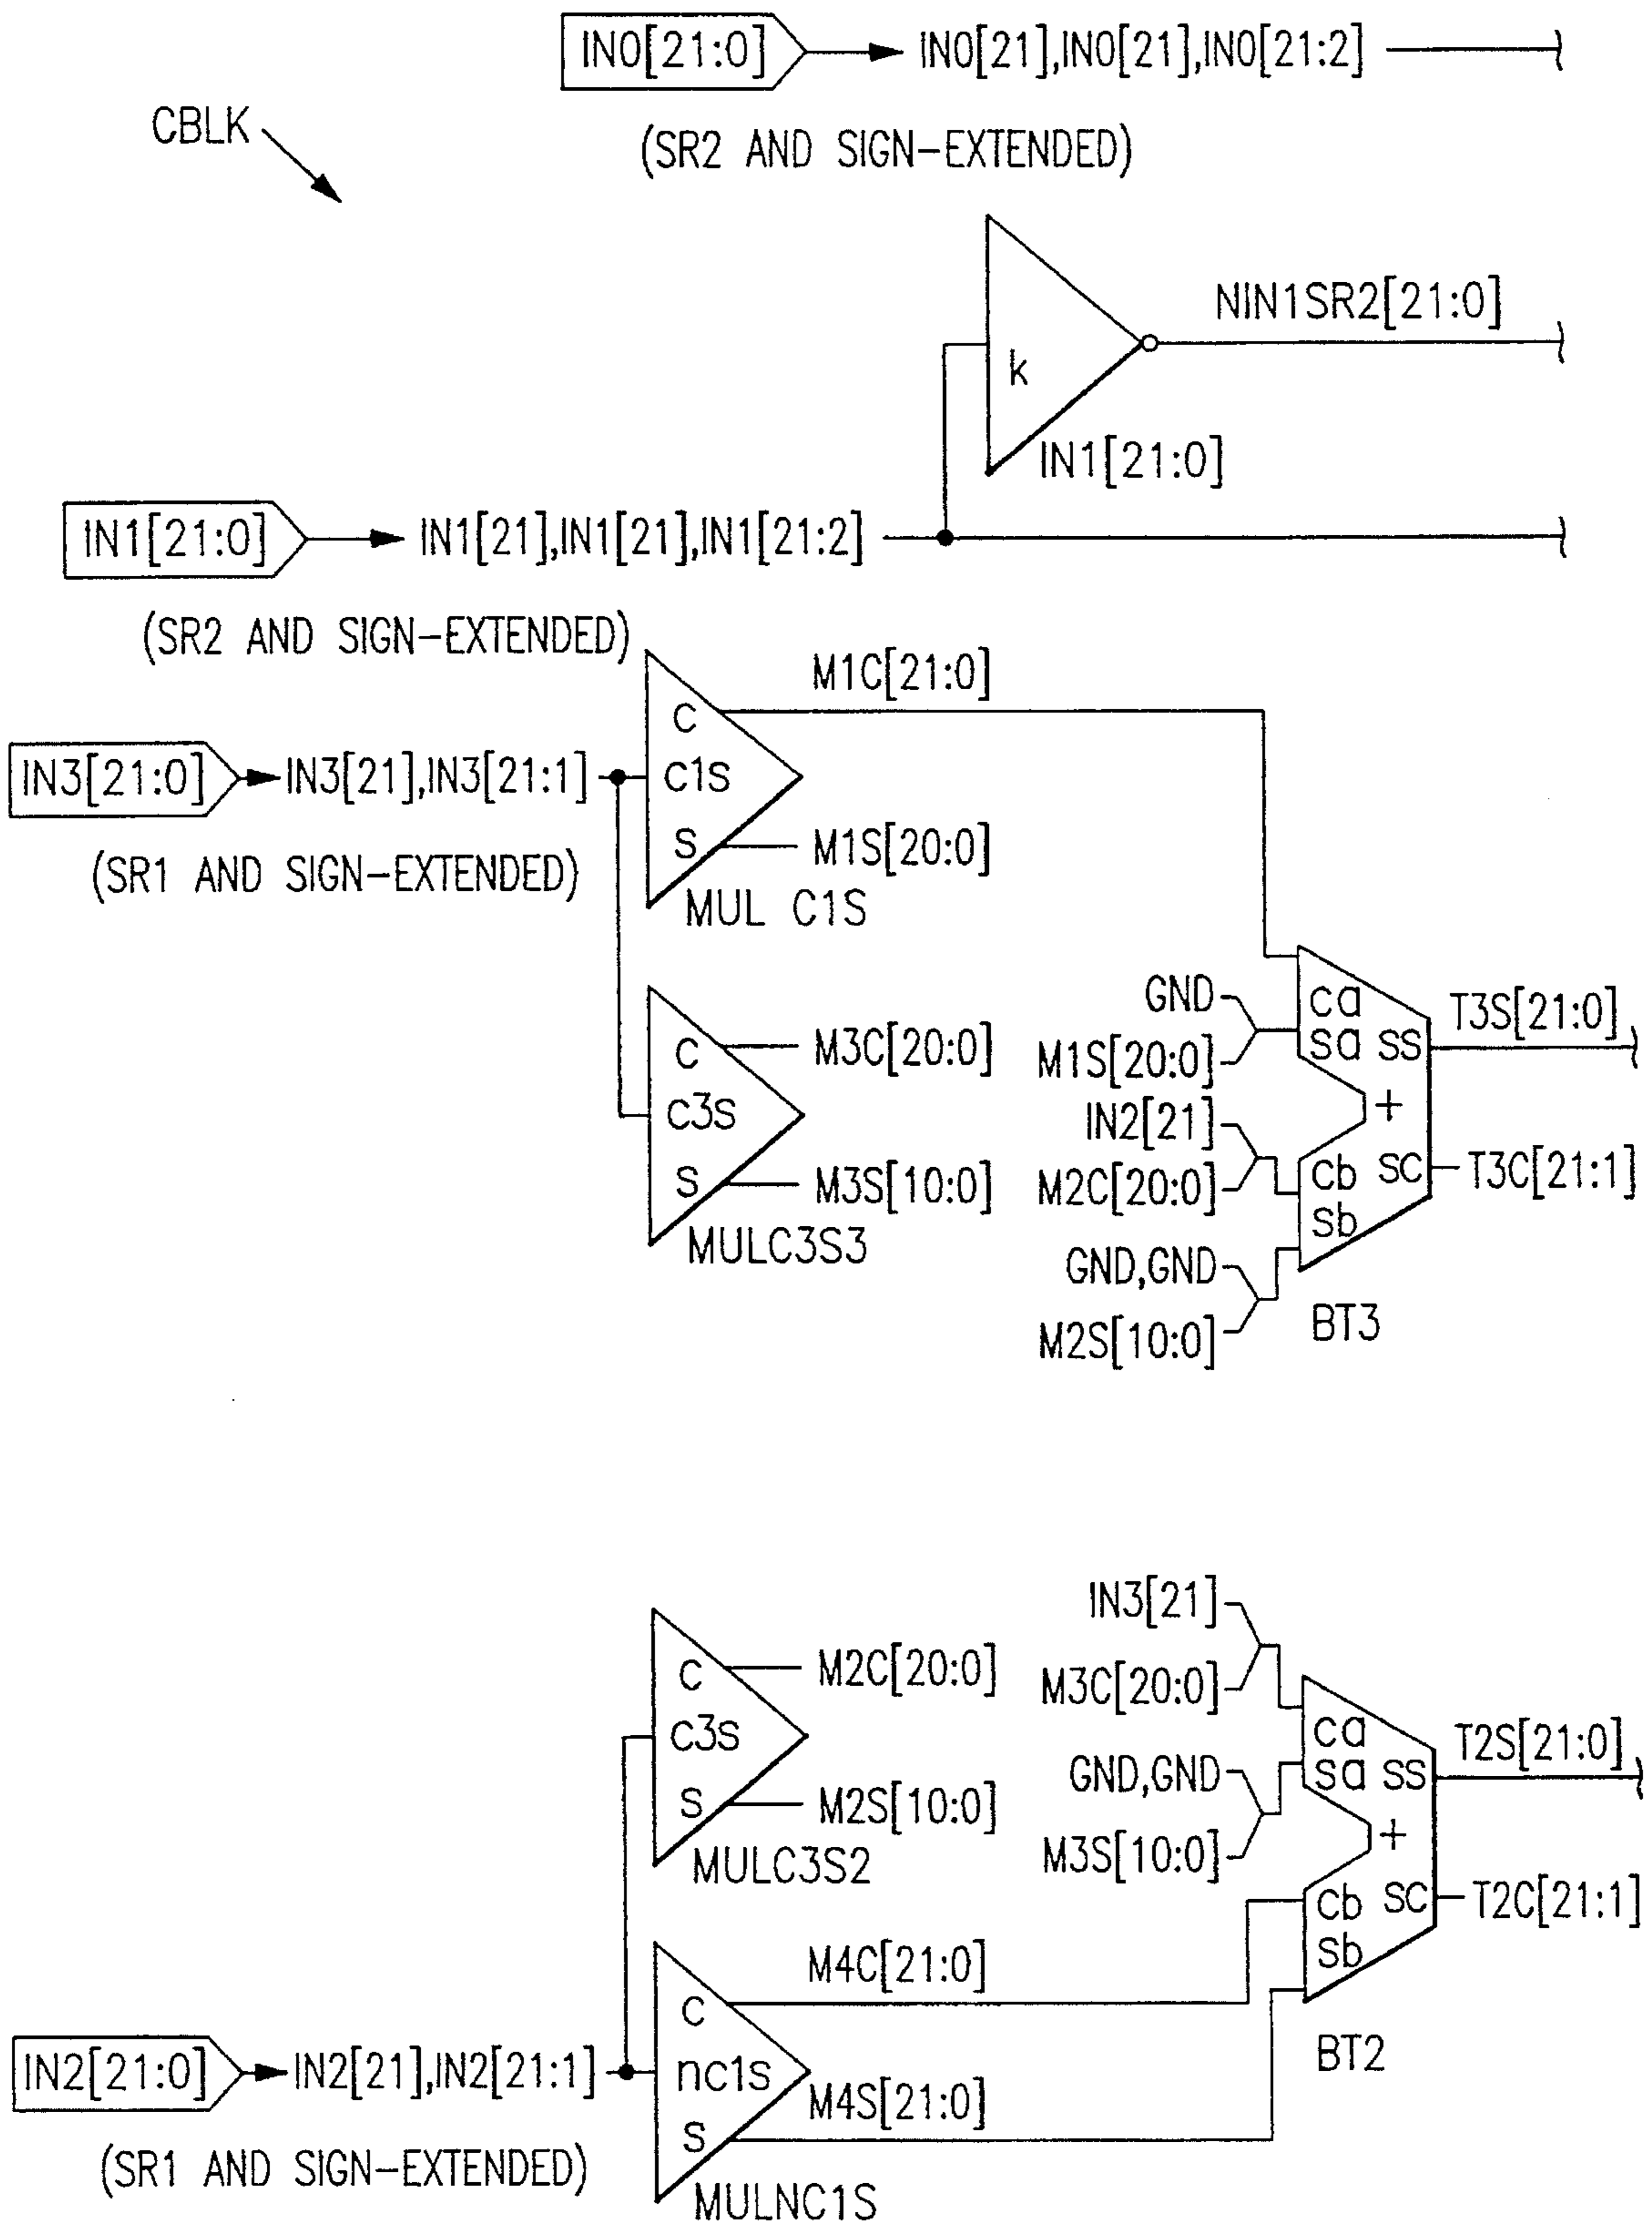 IN0[21:0]
IN0[21],IN0[21],IN0[21:2]
(SR2 AND SIGN-EXTENDED)
CBLK
NIN1SR2[21:0]
k
IN1[21:0]
IN1[21:0]
IN1[21],IN1[21],IN1[21:2]
(SR2 AND SIGN-EXTENDED)
M1C[21:0]
C
IN3[21:0]
IN3[21],IN3[21:1]
c1s
S
M1S[20:0]
(SR1 AND SIGN-EXTENDED)
MUL C1S
C
M3C[20:0]
c3s
S
M3S[10:0]
MULC3S3
GND
M1S[20:0]
IN2[21]
M2C[20:0]
GND,GND
M2S[10:0]
ca
sa
SS
T3S[21:0]
+
cb
SC
T3C[21:1]
sb
BT3
C
M2C[20:0]
c3s
S
M2S[10:0]
MULC3S2
IN3[21]
M3C[20:0]
GND,GND
M3S[10:0]
ca
sa
SS
T2S[21:0]
+
cb
SC
T2C[21:1]
sb
BT2
M4C[21:0]
C
IN2[21:0]
IN2[21],IN2[21:1]
nc1s
M4S[21:0]
S
(SR1 AND SIGN-EXTENDED)
MULNC1S